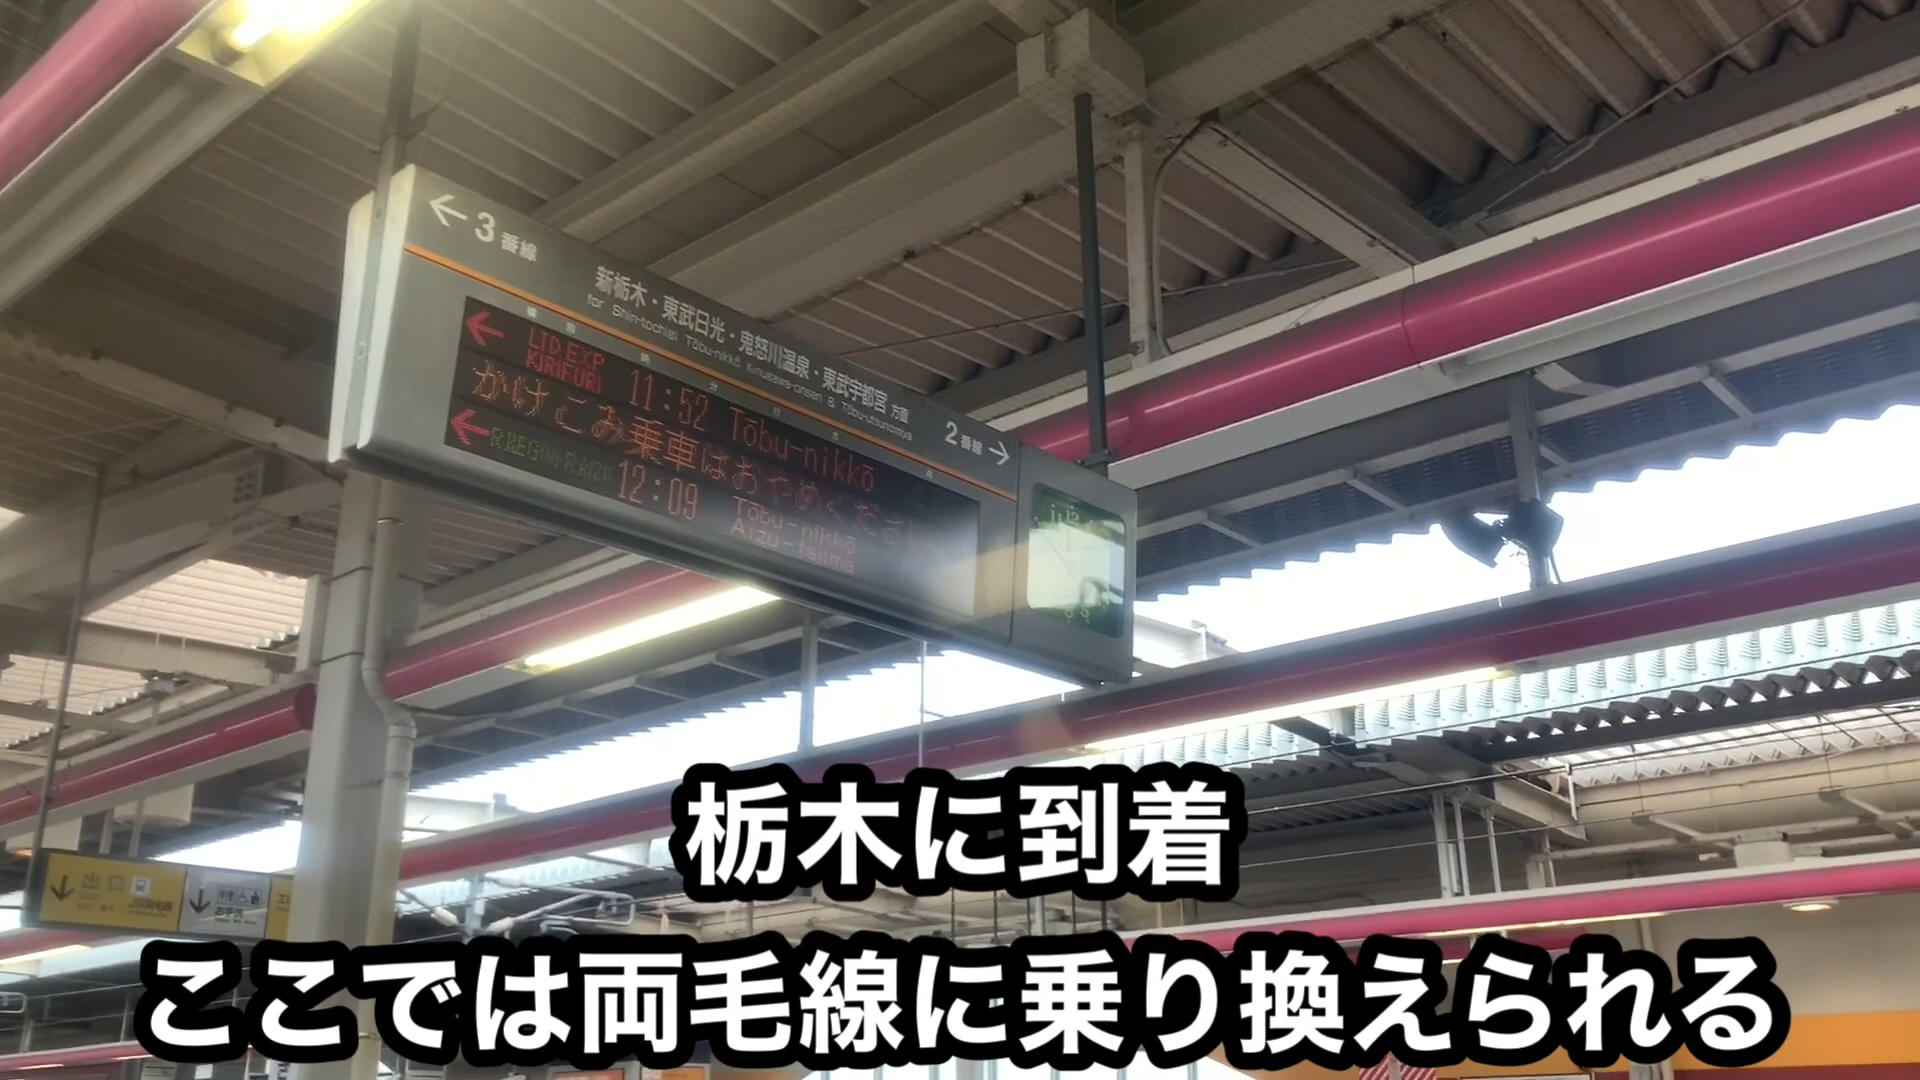 ←3番線
新栃木・東武日光・鬼怒川温泉・東武宇都宮 方面
for Shin-tochigi Tōbu-nikkō Kinugawa-onsen & Tōbu-utsunomiya
2番線→
← LTD.EXP KIRIFURI 11:52 Tōbu-nikkō
かけこみ乗車はおやめくださ
← 12:09 Tōbu-nikkō Aizu-tajima
お手洗
栃木に到着
ここでは両毛線に乗り換えられる